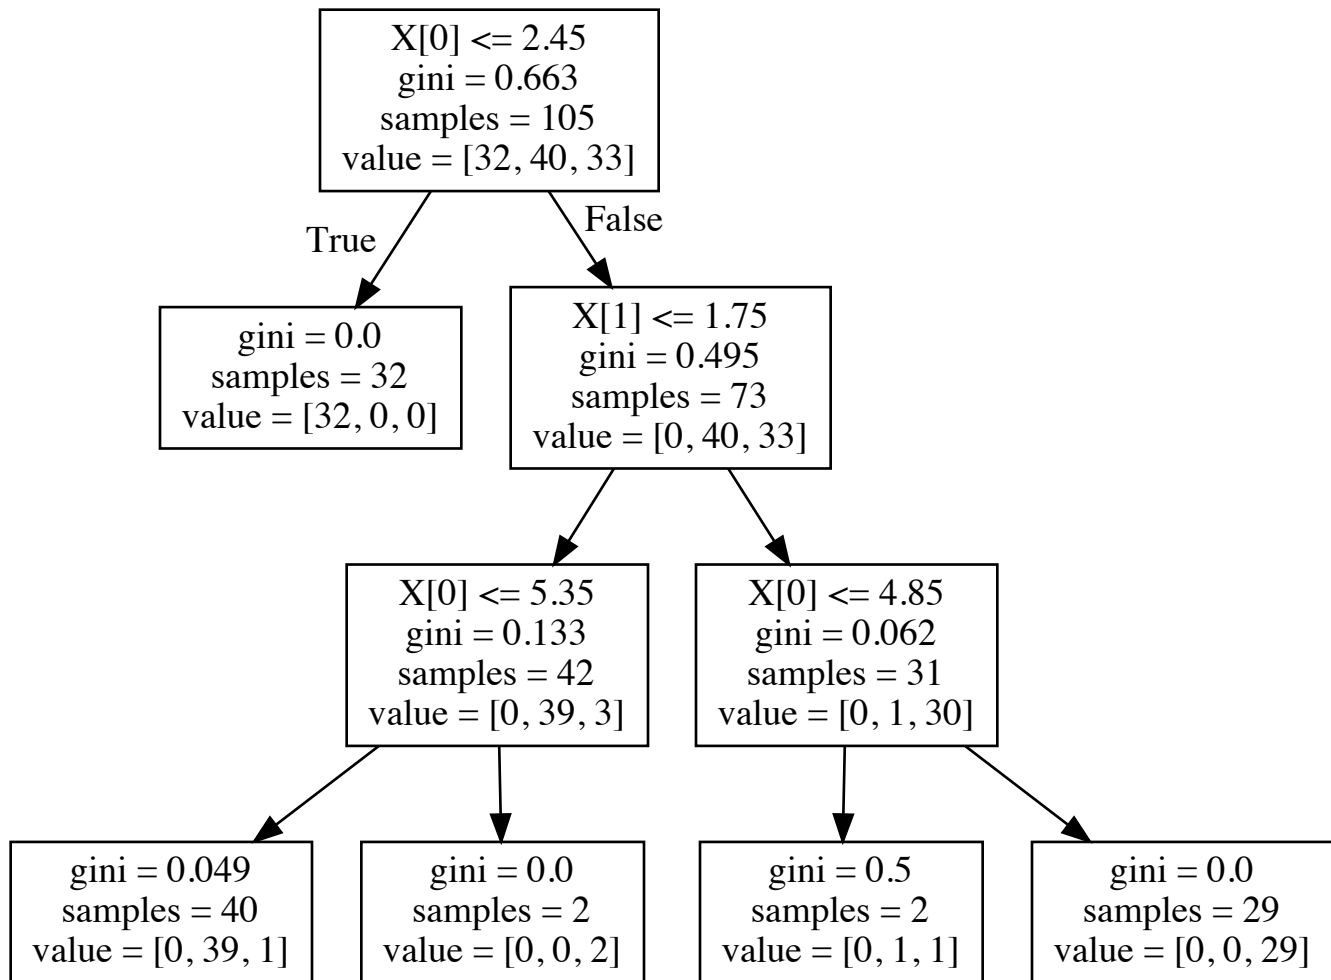 X[0] <= 2.45
gini = 0.663
samples = 105
value = [32, 40, 33]
True
False
gini = 0.0
samples = 32
value = [32, 0, 0]
X[1] <= 1.75
gini = 0.495
samples = 73
value = [0, 40, 33]
X[0] <= 5.35
gini = 0.133
samples = 42
value = [0, 39, 3]
X[0] <= 4.85
gini = 0.062
samples = 31
value = [0, 1, 30]
gini = 0.049
samples = 40
value = [0, 39, 1]
gini = 0.0
samples = 2
value = [0, 0, 2]
gini = 0.5
samples = 2
value = [0, 1, 1]
gini = 0.0
samples = 29
value = [0, 0, 29]